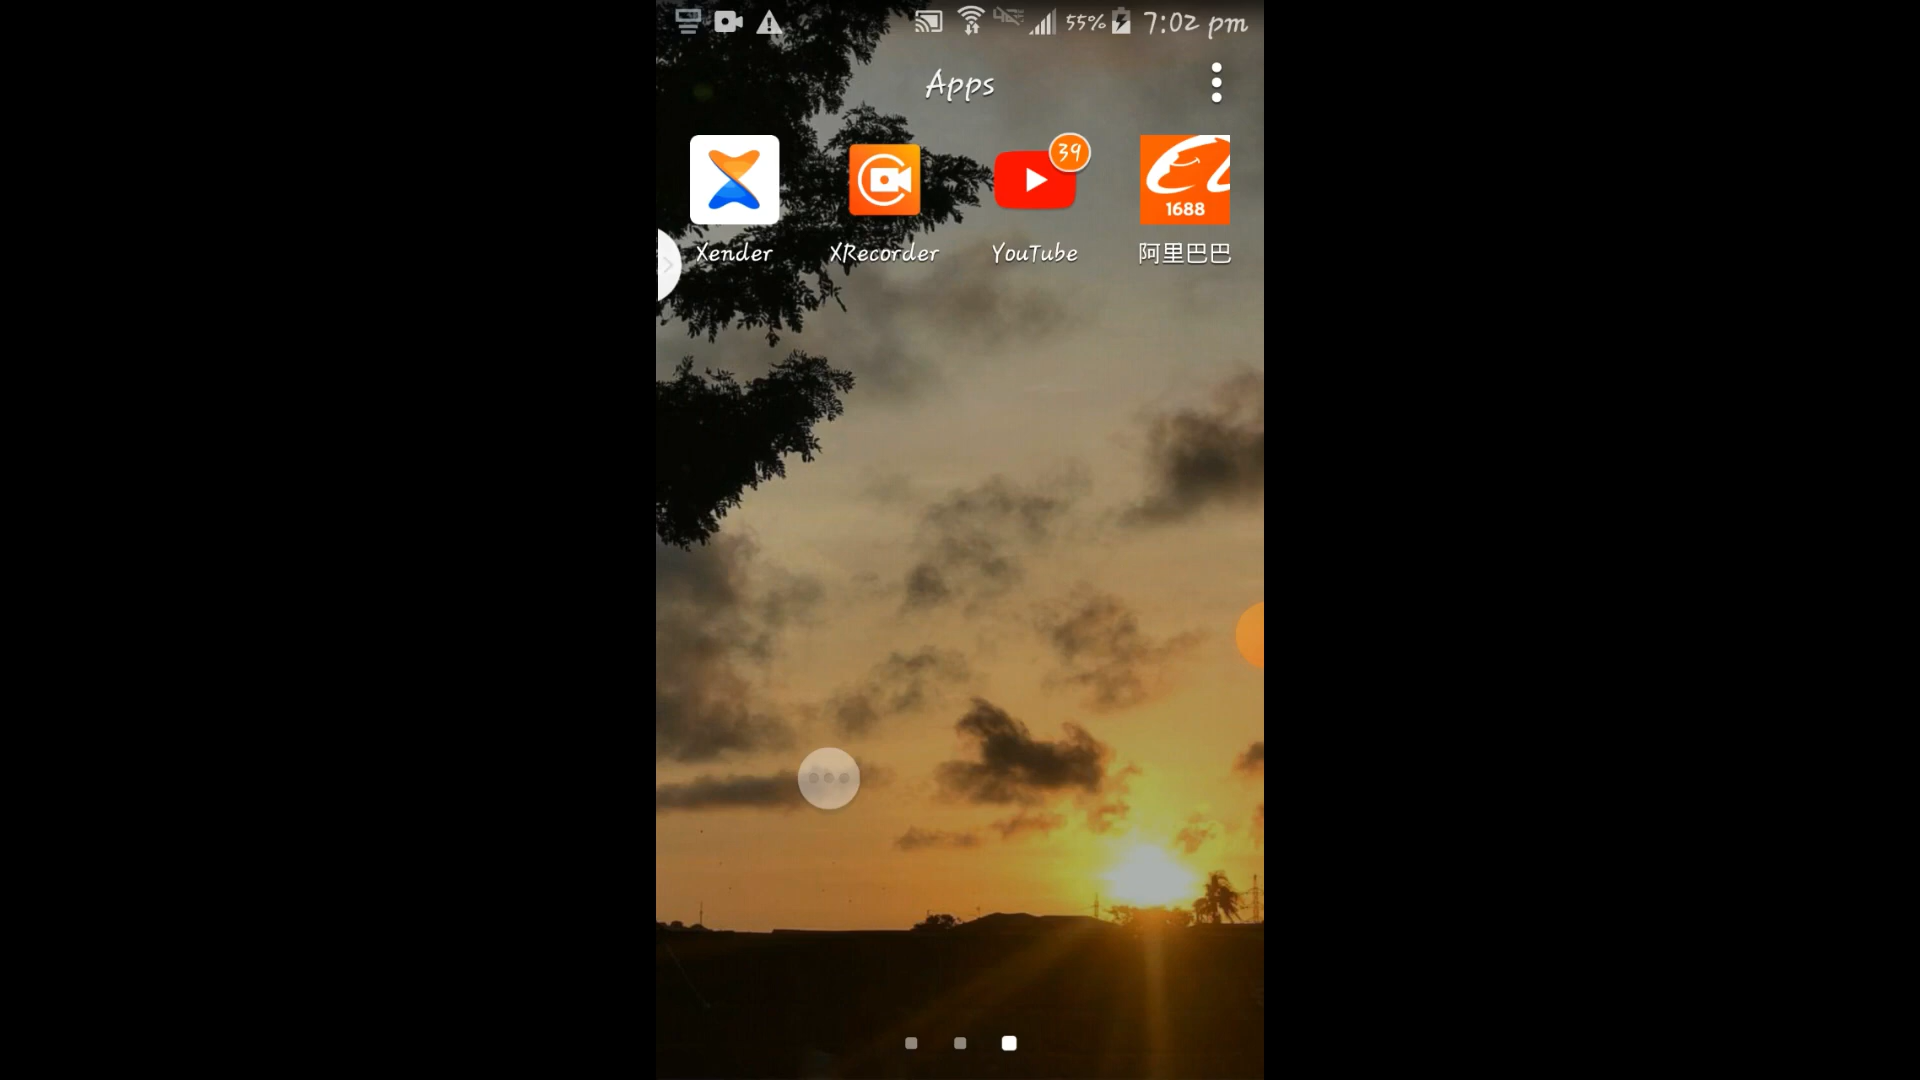 55% 7:02 pm
Apps
39
1688
Xender XRecorder YouTube 阿里巴巴